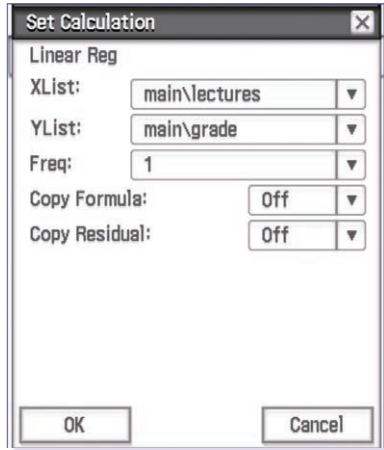 Set Calculation
Linear Reg
XList: main\lectures
YList: main\grade
Freq: 1
Copy Formula: Off
Copy Residual: Off
OK Cancel